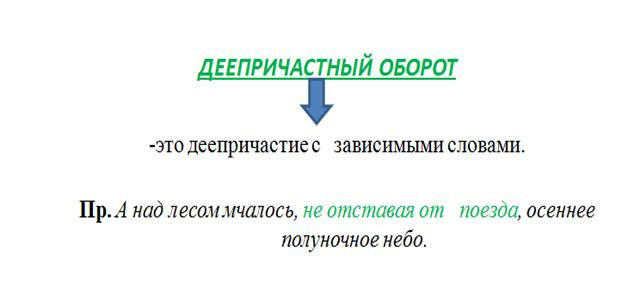 ДЕЕПРИЧАСТНЫЙ ОБОРОТ
-это деепричастие с зависимыми словами.
Пр. А над лесом мчалось, не отставая от поезда, осеннее
полуночное небо.